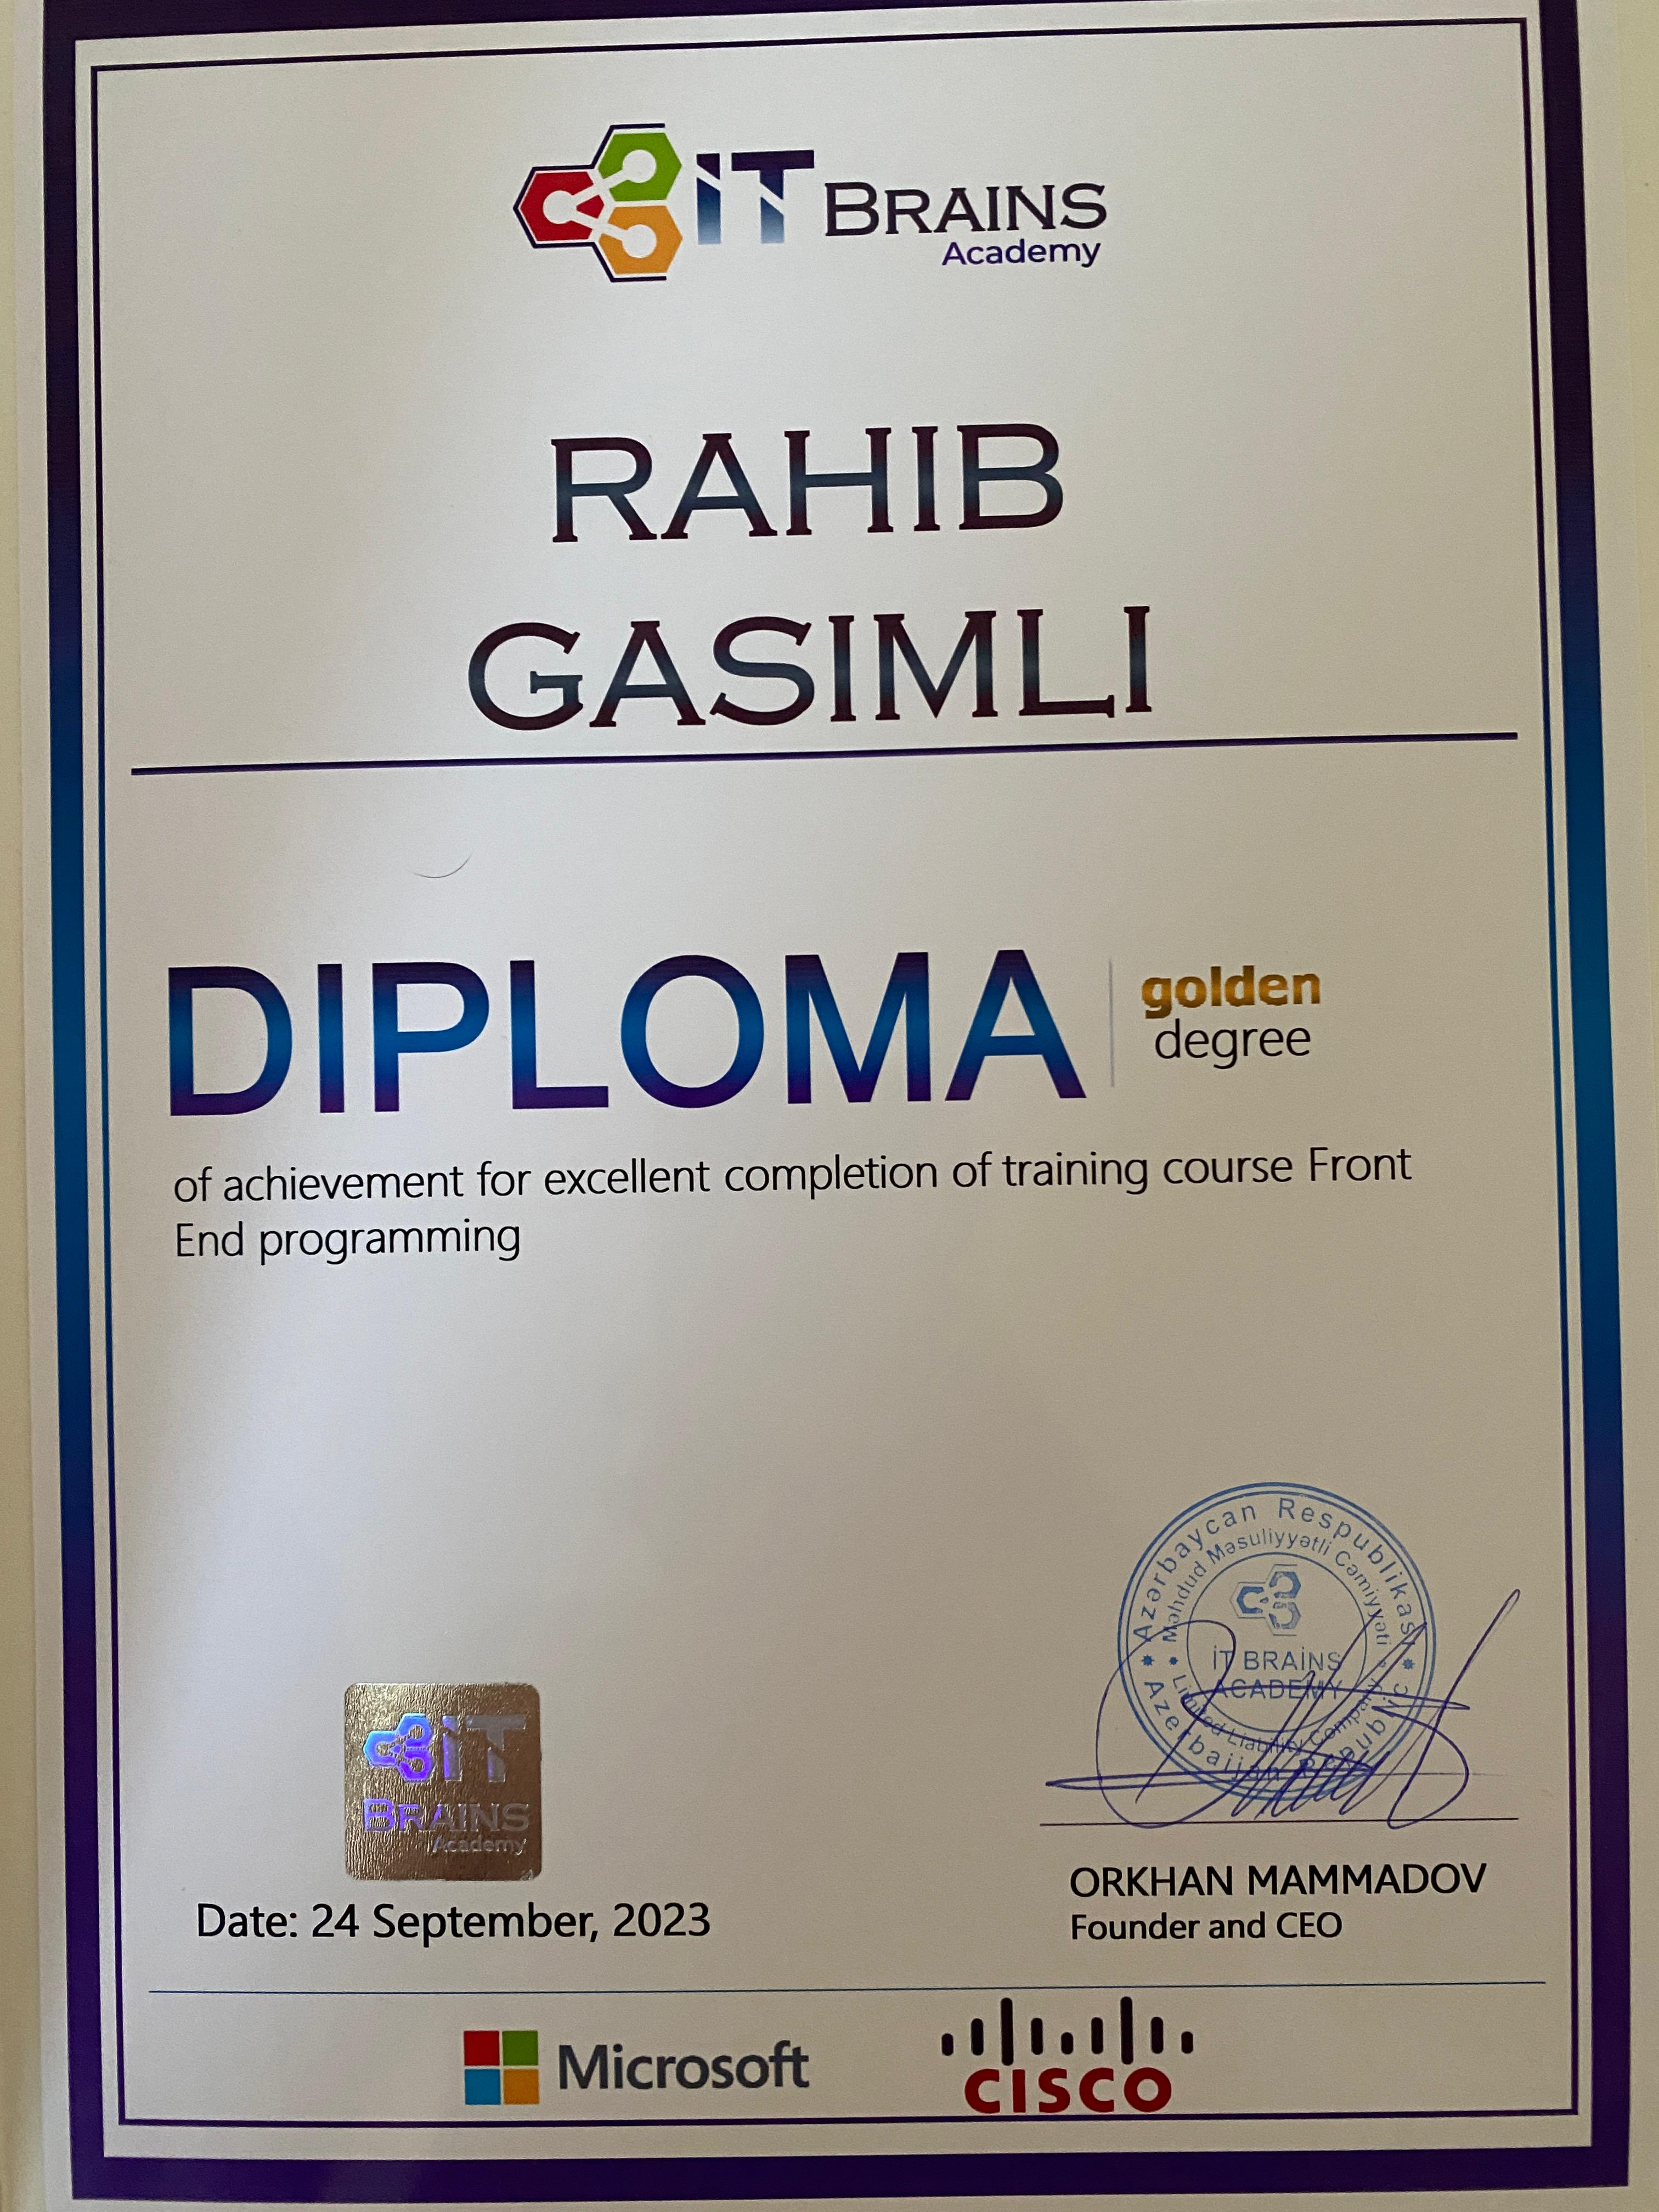 iT BRAINS
Academy
RAHIB
GASIMLI
DIPLOMA
golden
degree
of achievement for excellent completion of training course Front
End programming
Azərbaycan Respublikası
Məhdud Məsuliyyətli Cəmiyyəti
İT BRAİNS
ACADEMY
Limited Liability Company
Azerbaijan Republic
iT
BRAINS
Academy
Date: 24 September, 2023
ORKHAN MAMMADOV
Founder and CEO
Microsoft
CISCO